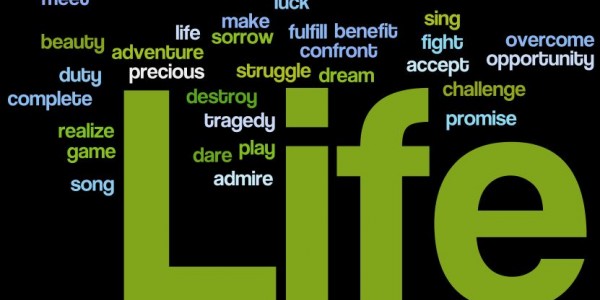 meet
luck
make
sing
life
sorrow
fulfill
benefit
beauty
adventure
confront
fight
overcome
duty
precious
struggle
dream
accept
opportunity
complete
destroy
challenge
realize
tragedy
promise
game
dare
play
song
admire
Life